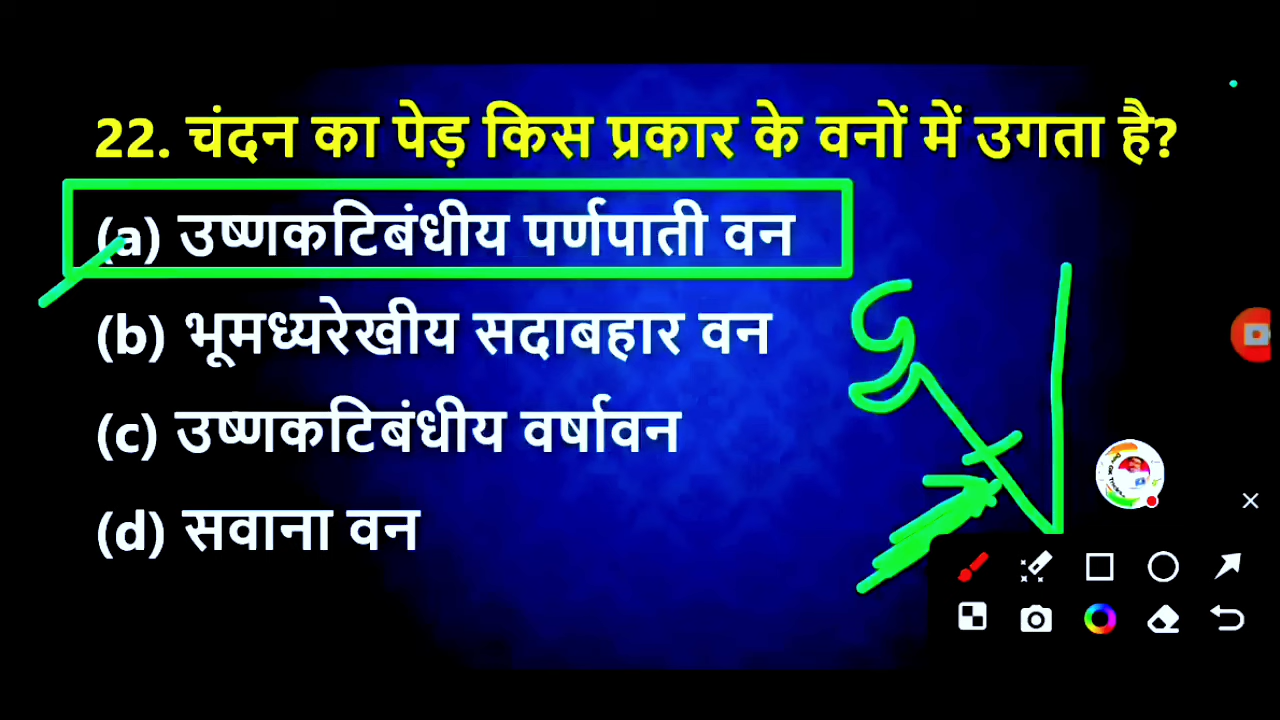 22. चंदन का पेड़ किस प्रकार के वनों में उगता है?
(a) उष्णकटिबंधीय पर्णपाती वन
(b) भूमध्यरेखीय सदाबहार वन
(c) उष्णकटिबंधीय वर्षावन
(d) सवाना वन